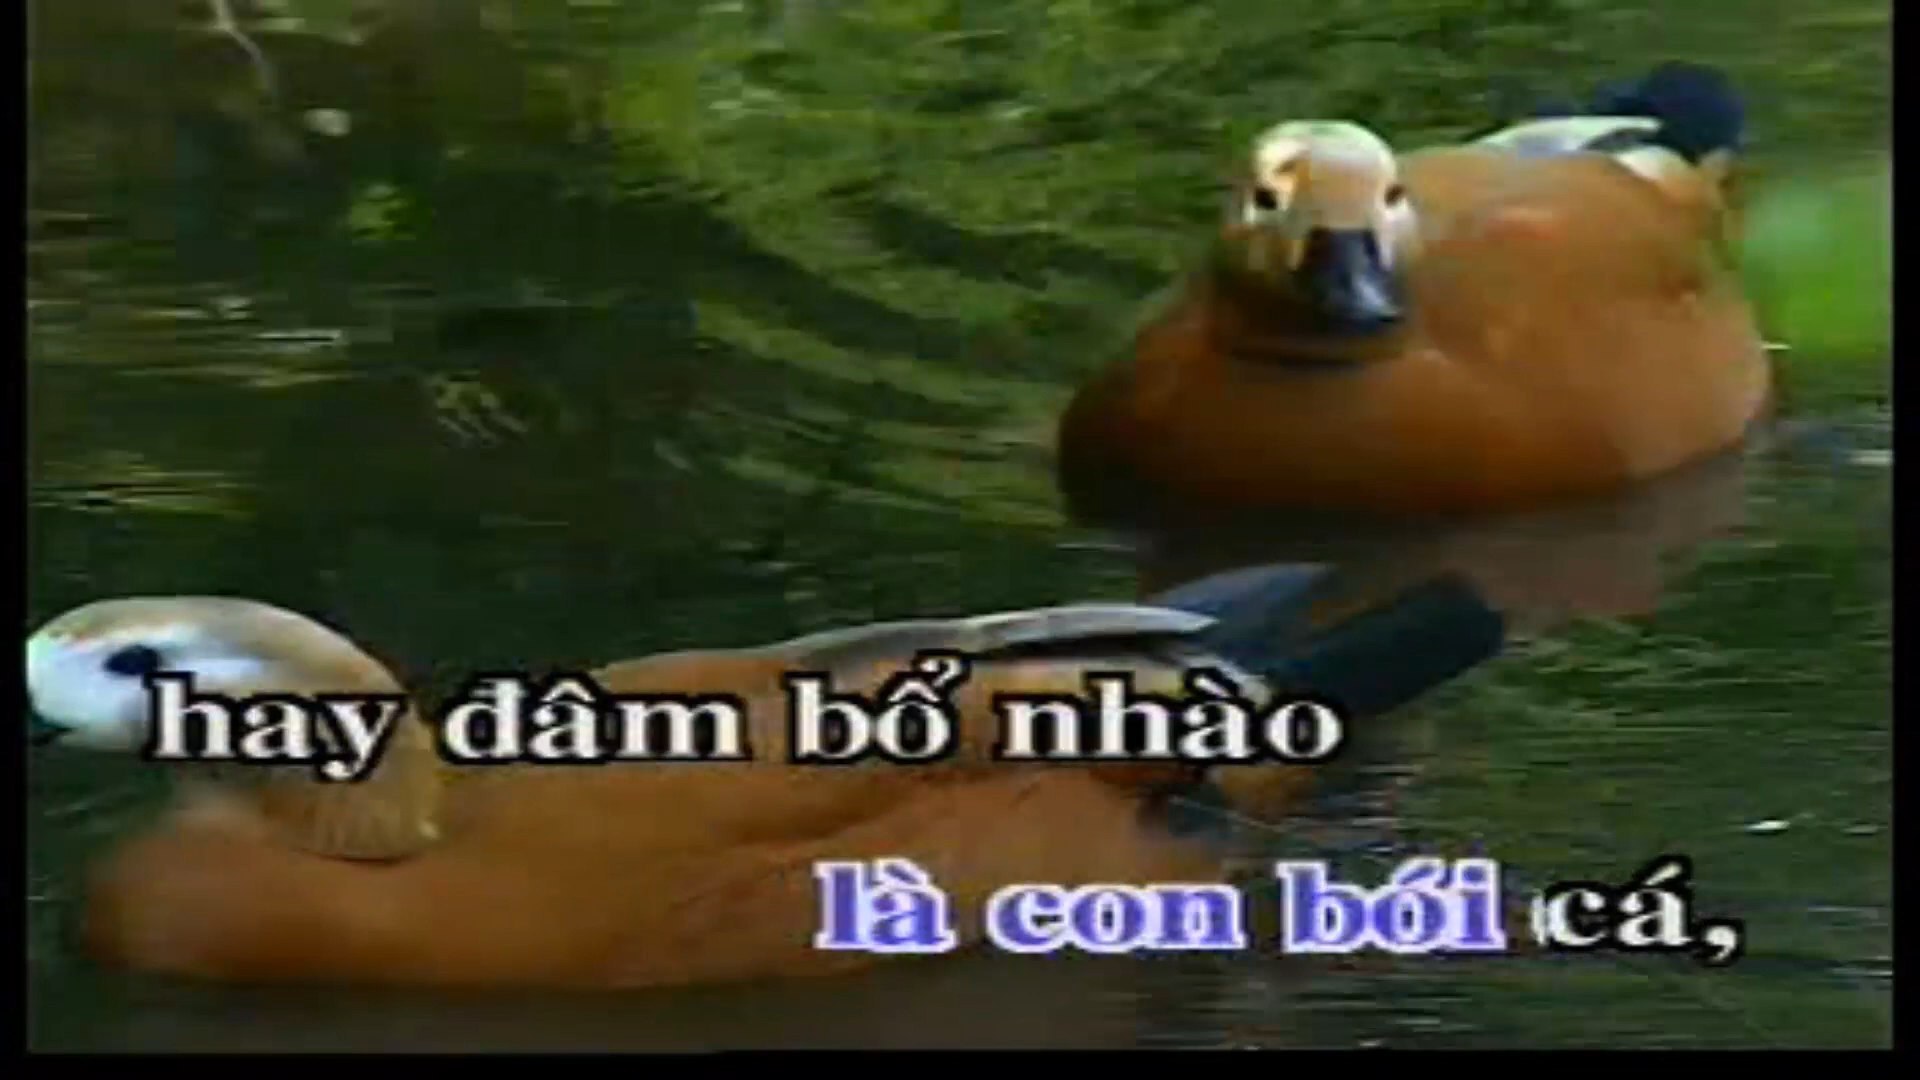 hay đâm bổ nhào
là con bói cá,